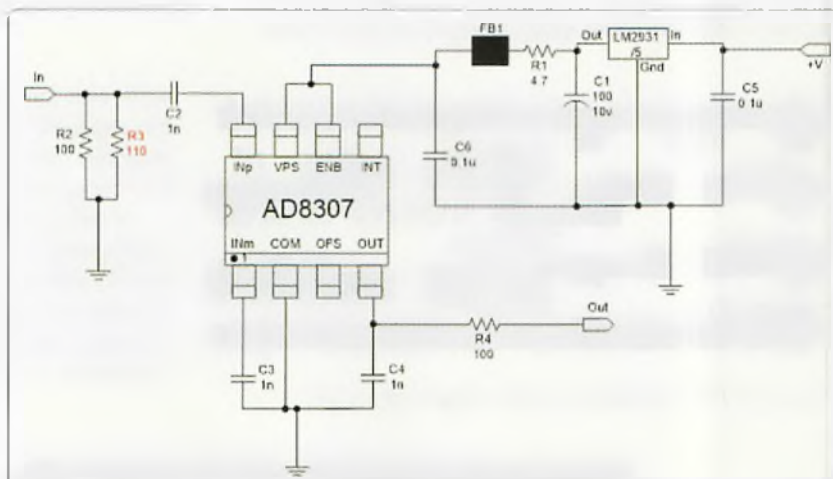 FB1
Out
LM2931
/5
In
Gnd
+V
R1
4.7
C1
100
10v
C5
0.1u
In
C2
1n
R2
100
R3
110
C6
0.1u
INp VPS ENB INT
AD8307
INm COM OFS OUT
1
Out
R4
100
C3
1n
C4
1n